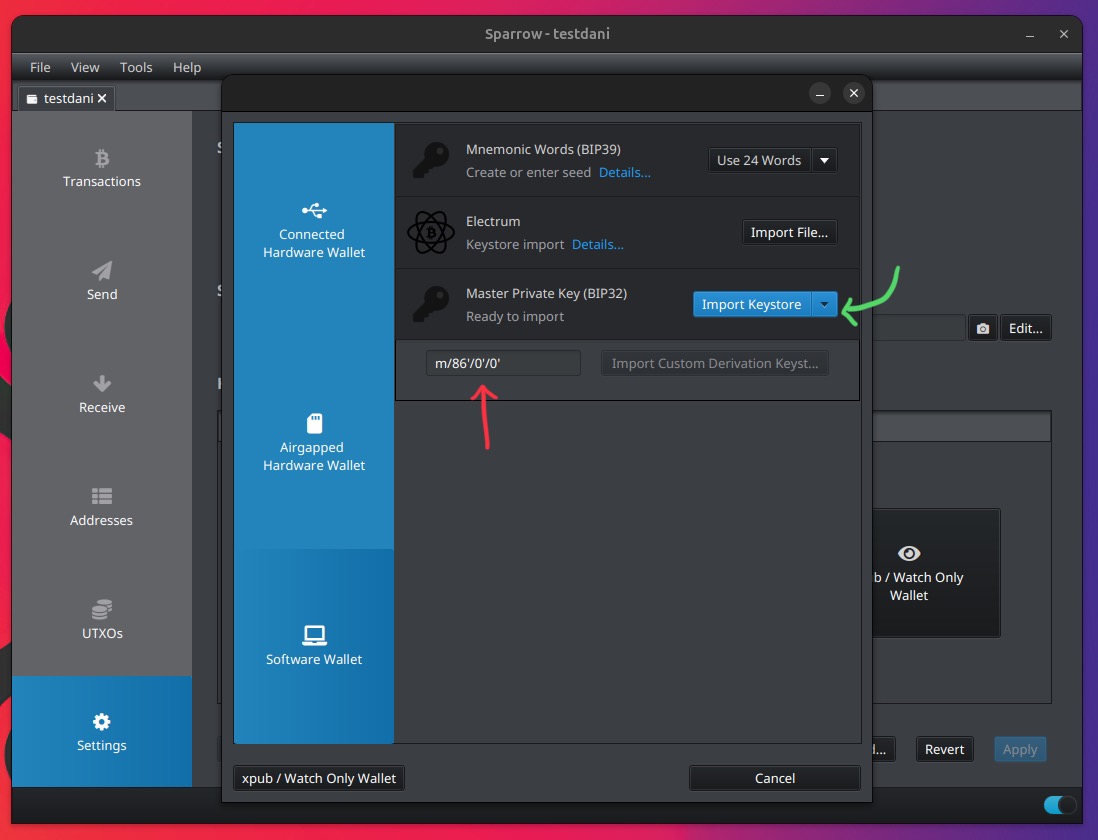 Sparrow - testdani
File View Tools Help
testdani
Transactions
Send
Receive
Addresses
UTXOs
Settings
Connected
Hardware Wallet
Airgapped
Hardware Wallet
Software Wallet
Mnemonic Words (BIP39)
Create or enter seed Details...
Use 24 Words
Electrum
Keystore import Details...
Import File...
Master Private Key (BIP32)
Ready to import
Import Keystore
m/86'/0'/0'
Import Custom Derivation Keyst...
Edit...
b / Watch Only
Wallet
Revert
Apply
xpub / Watch Only Wallet
Cancel